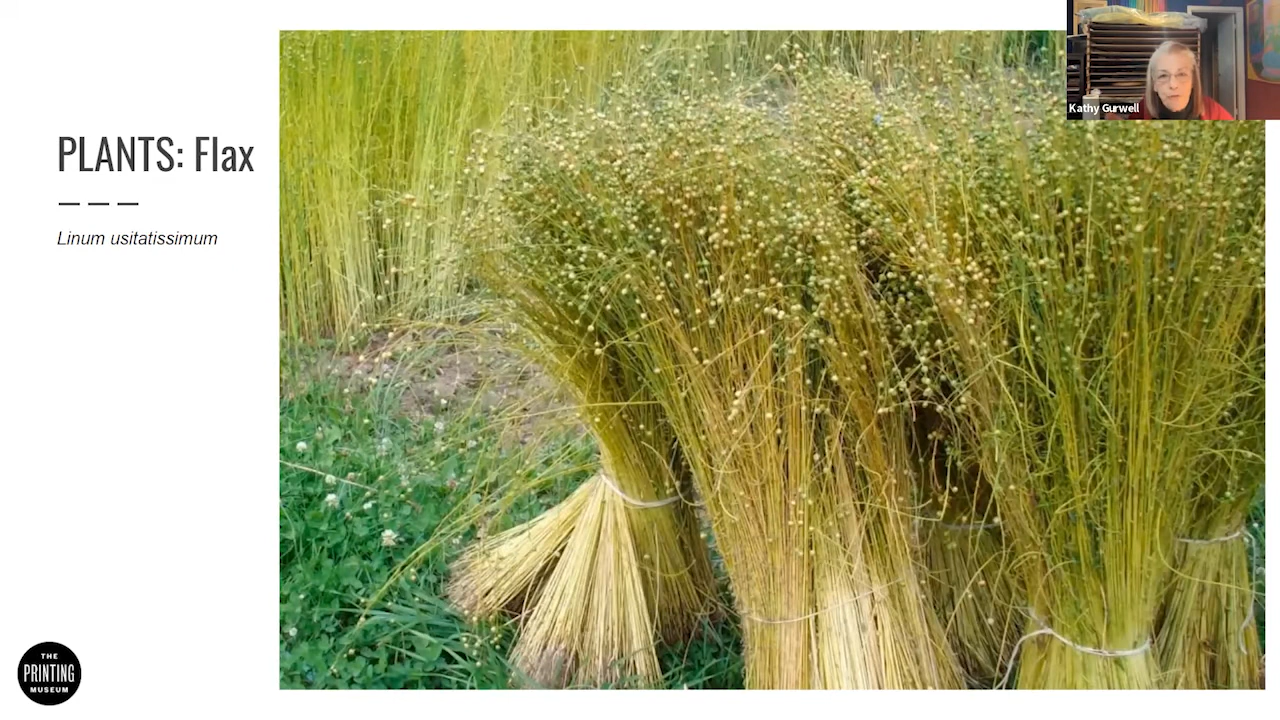 PLANTS: Flax
Linum usitatissimum
Kathy Gurwell
THE
PRINTING
MUSEUM